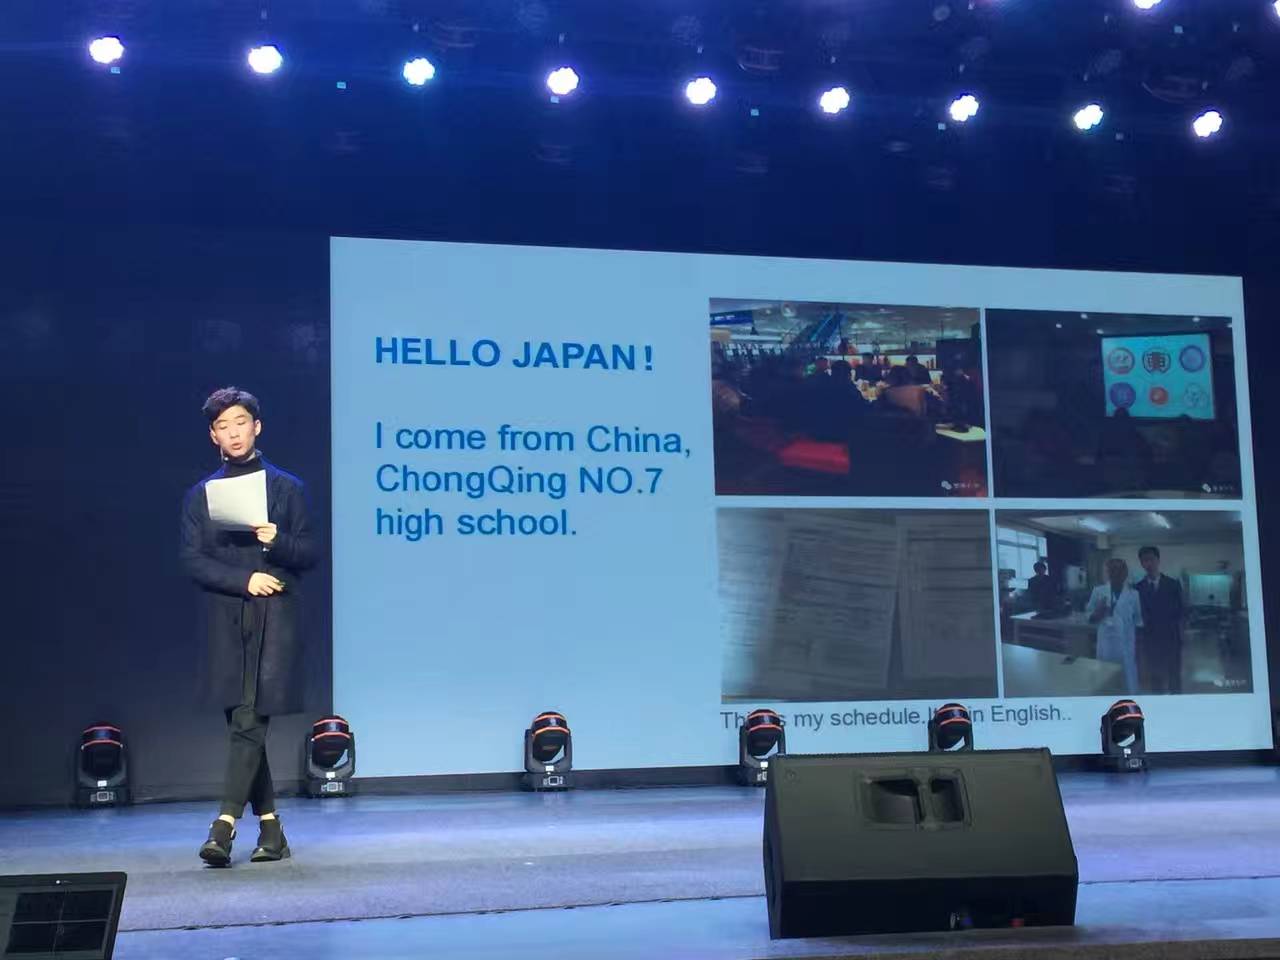 HELLO JAPAN!
I come from China,
ChongQing NO.7
high school.
my schedule. in English..